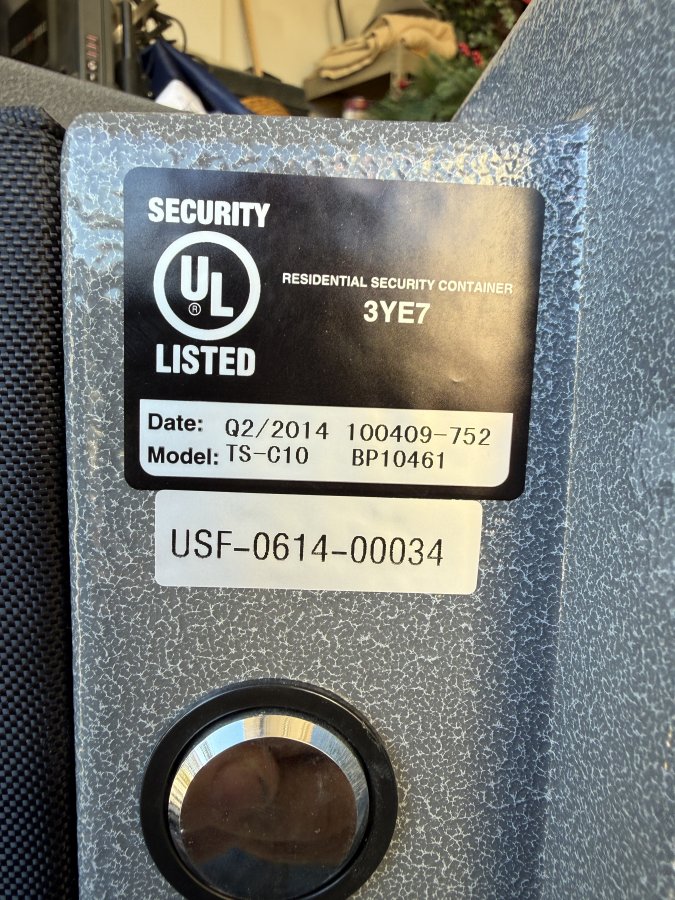 SECURITY
UL
®
LISTED
RESIDENTIAL SECURITY CONTAINER
3YE7
Date: Q2/2014 100409-752
Model: TS-C10 BP10461
USF-0614-00034